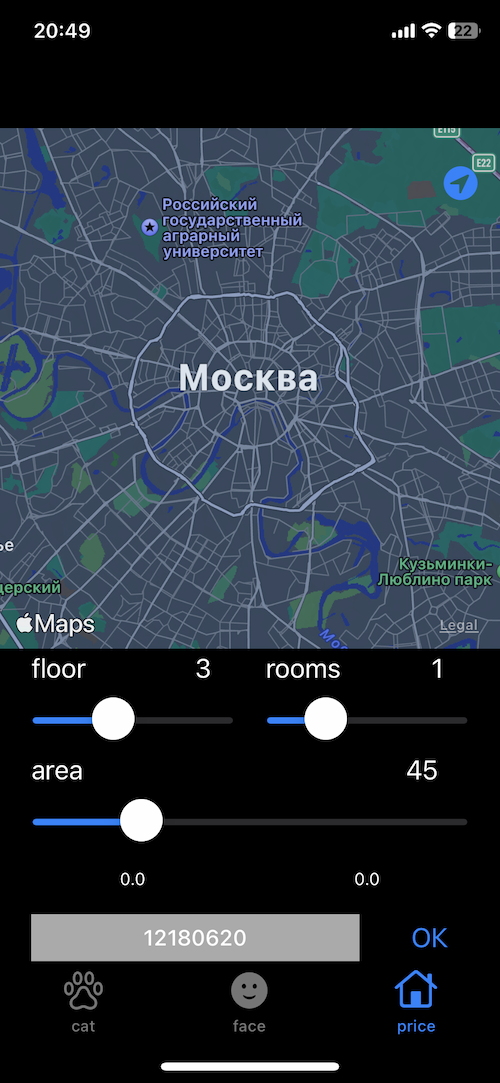 20:49
22
E115
E22
Российский
государственный
аграрный
университет
Москва
ье
Кузьминки-
Люблино парк
церский
Maps
Legal
Мос
floor 3 rooms 1
area 45
0.0 0.0
12180620 OK
cat face price